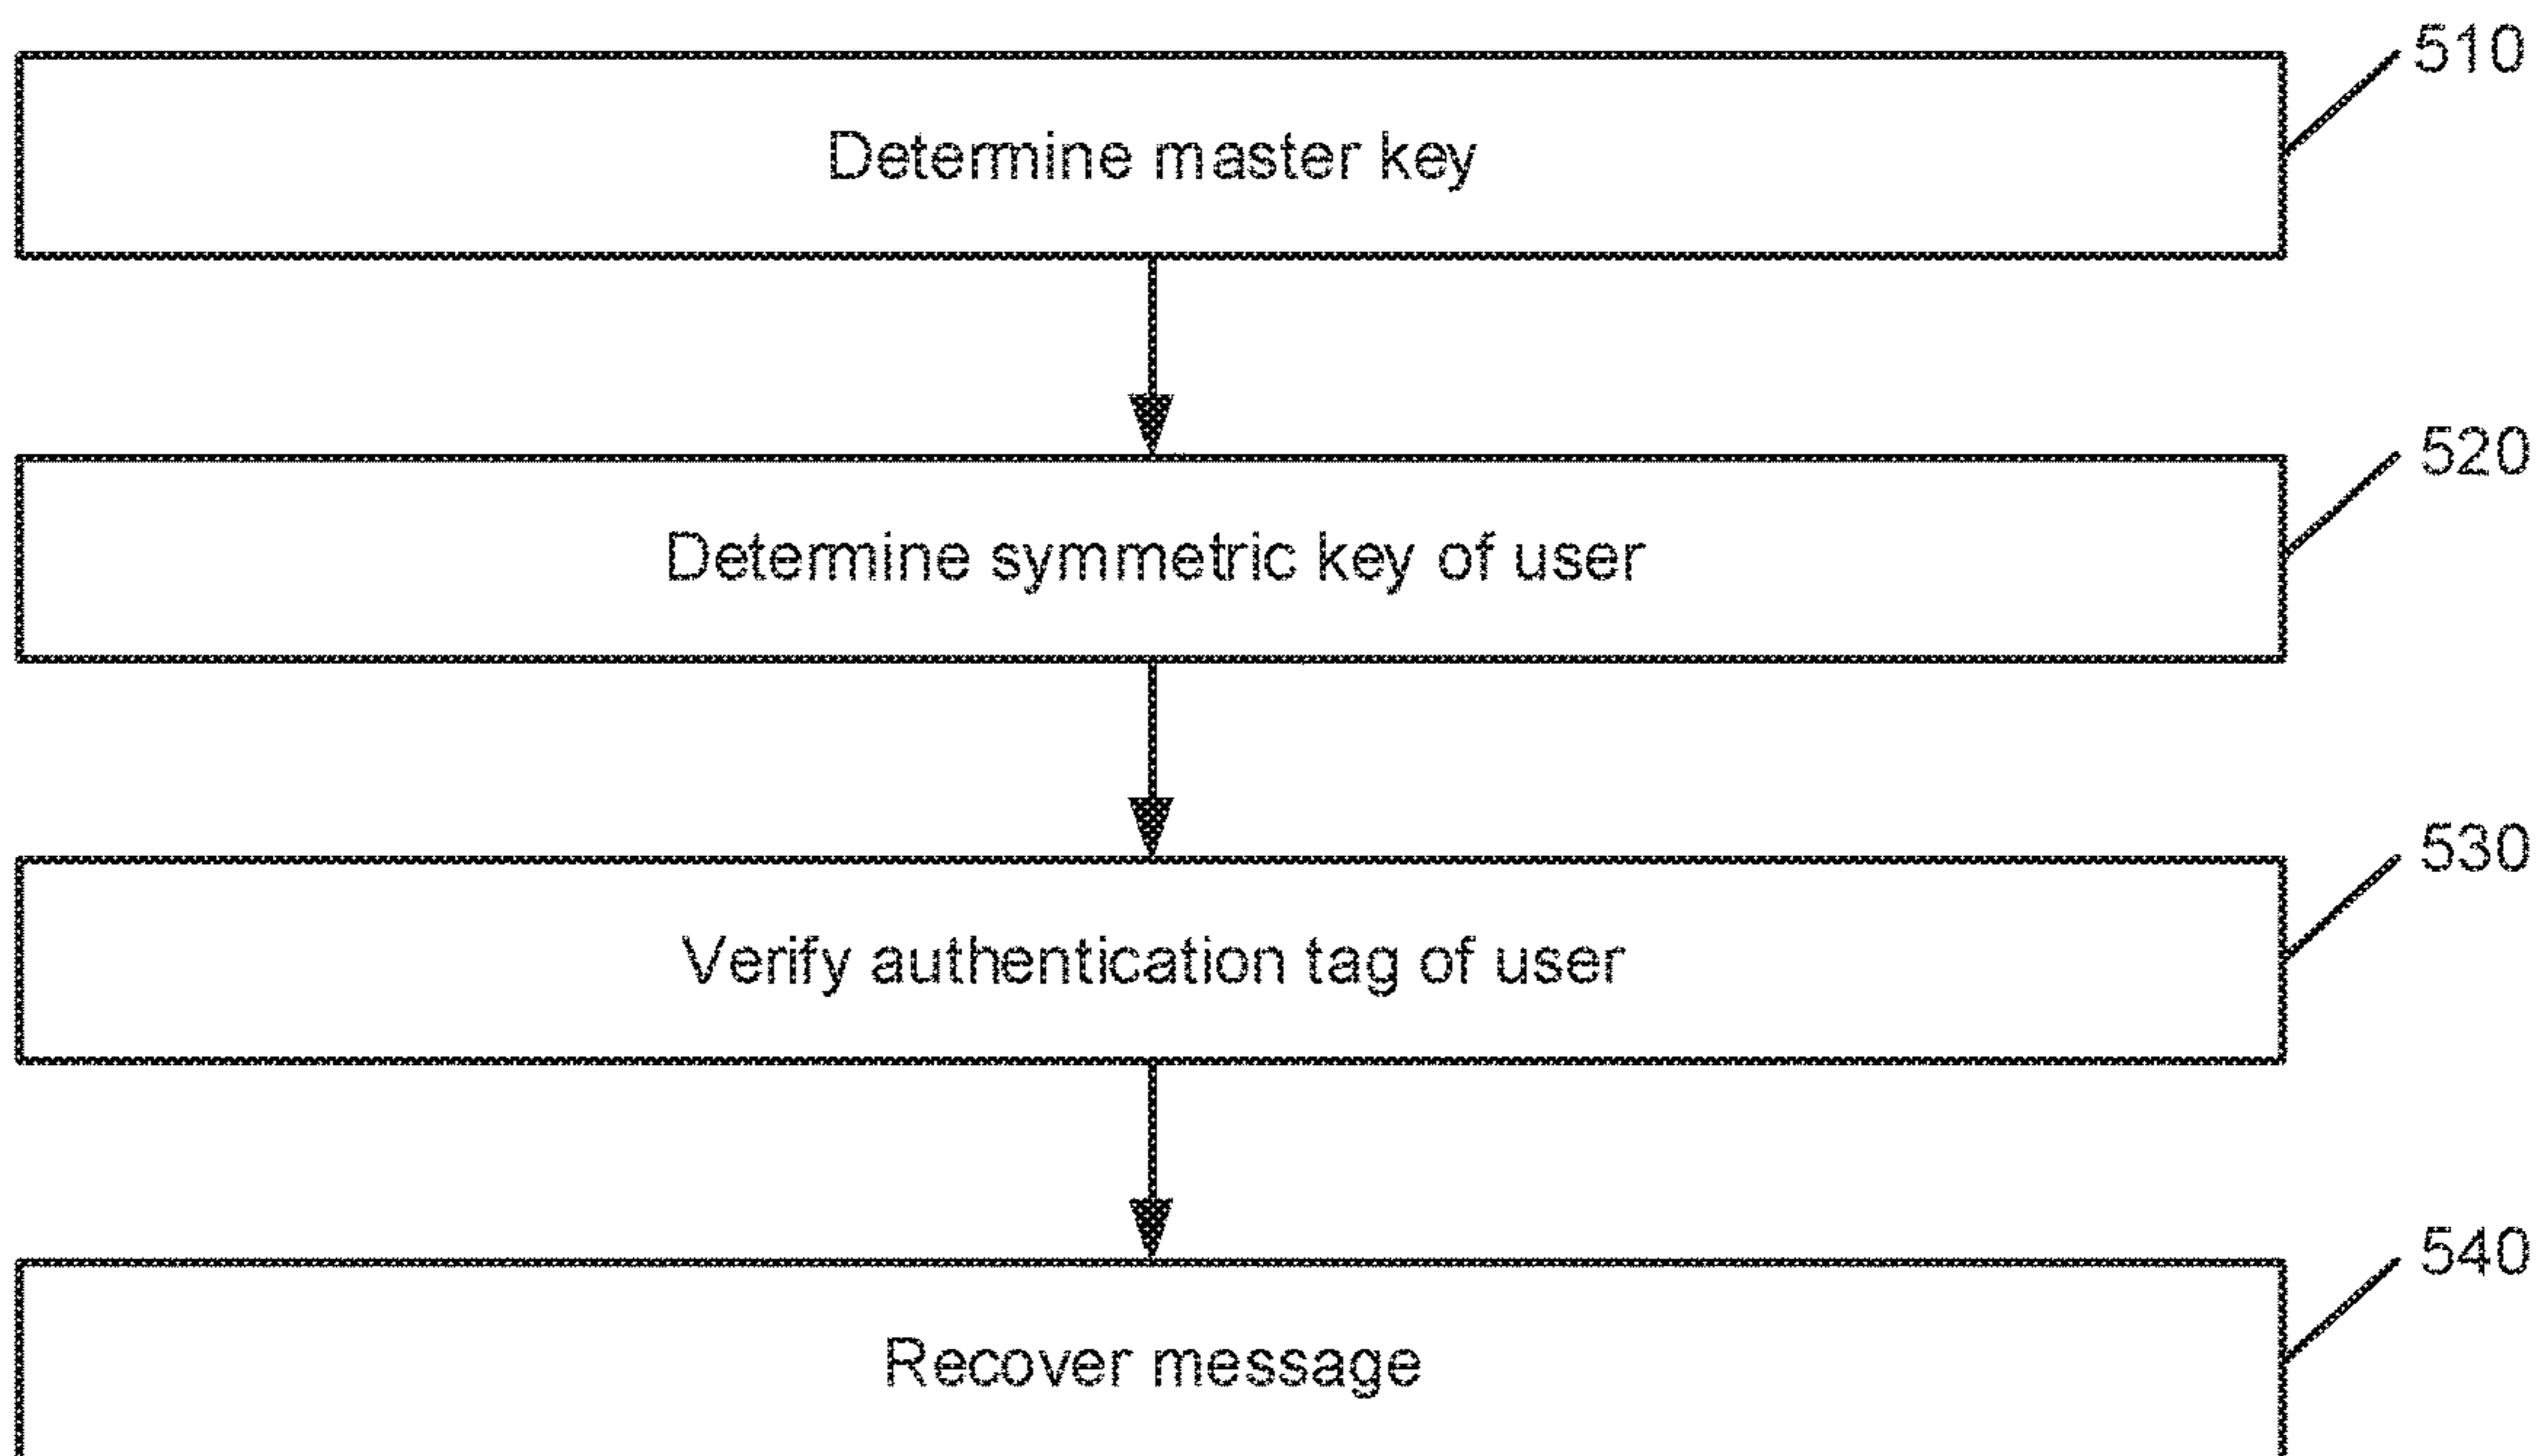 510
Determine master key
520
Determine symmetric key of user
530
Verify authentication tag of user
540
Recover message